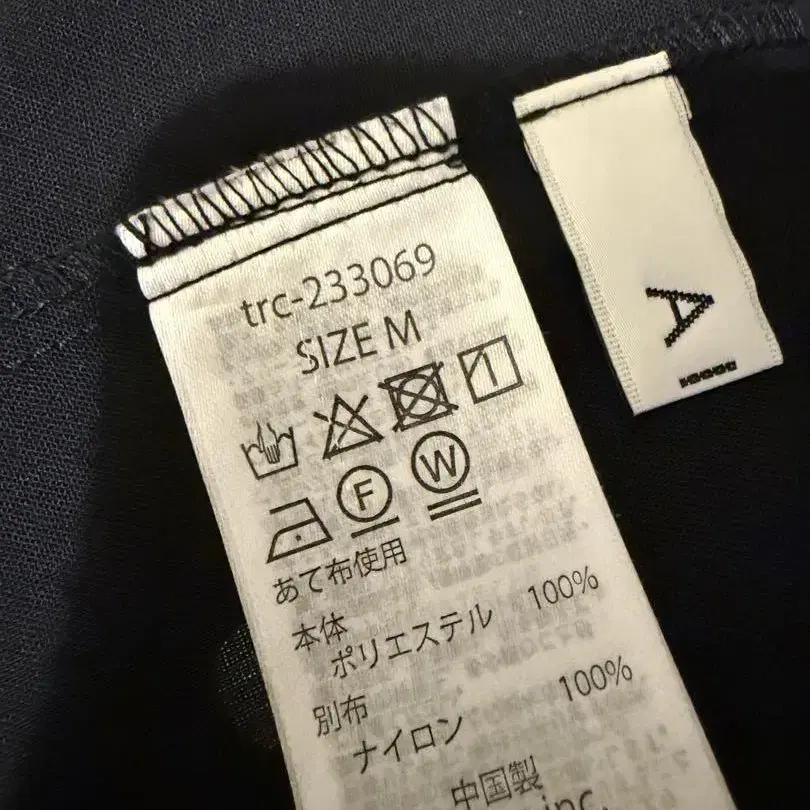 trc-233069
SIZE M
F
W
あて布使用
本体
ポリエステル 100%
別布
ナイロン 100%
中国製
inc.
A